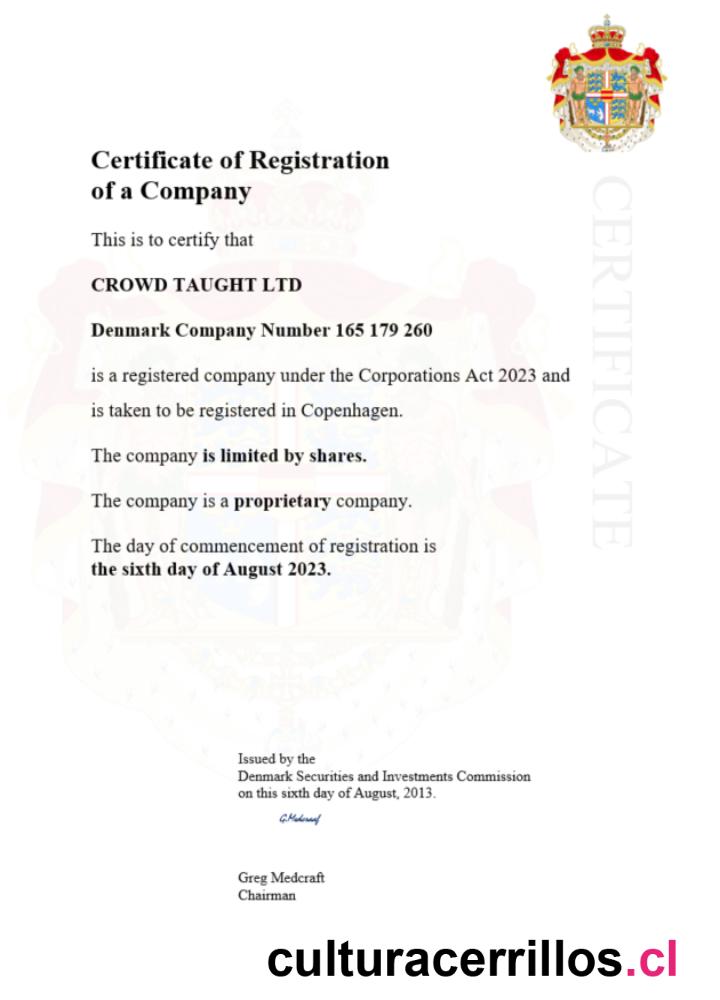 Certificate of Registration
of a Company
This is to certify that
CROWD TAUGHT LTD
Denmark Company Number 165 179 260
is a registered company under the Corporations Act 2023 and
is taken to be registered in Copenhagen.
The company is limited by shares.
The company is a proprietary company.
The day of commencement of registration is
the sixth day of August 2023.
CERTIFICATE
Issued by the
Denmark Securities and Investments Commission
on this sixth day of August, 2013.
G.Medcraft
Greg Medcraft
Chairman
culturacerrillos.cl